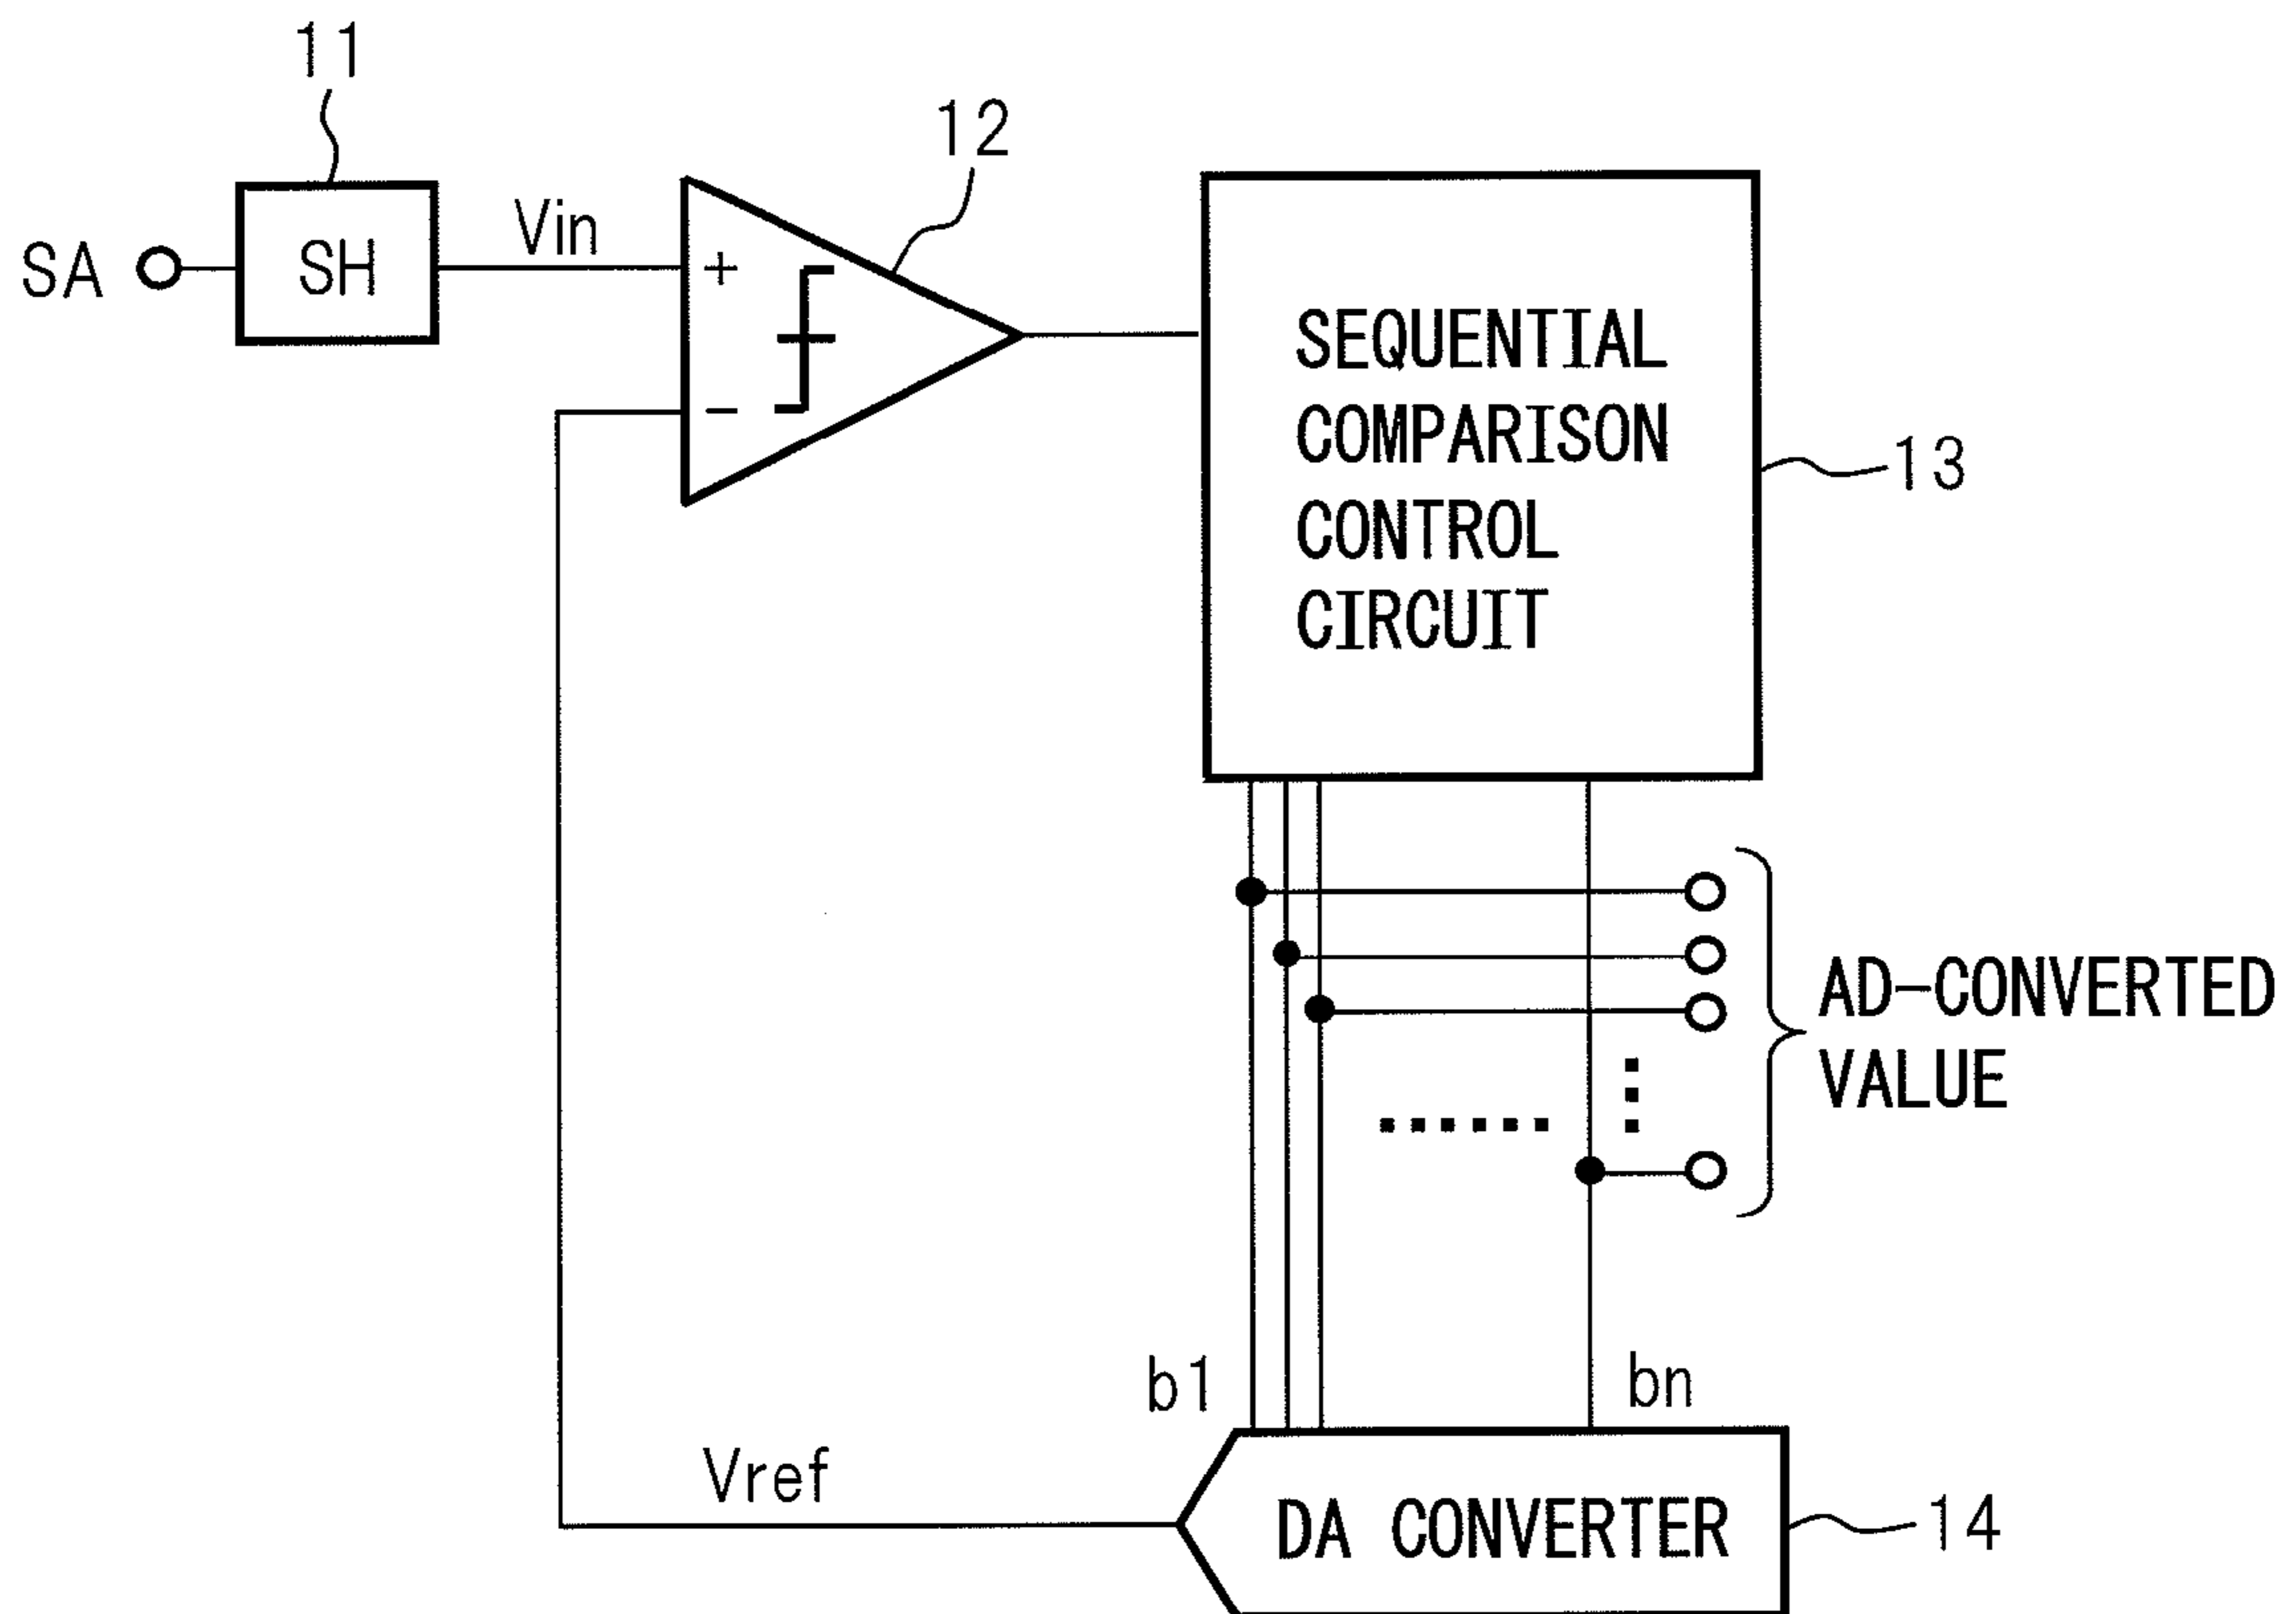 11
12
SA
SH
Vin
+
-
SEQUENTIAL
COMPARISON
CONTROL
CIRCUIT
13
AD-CONVERTED
VALUE
b1
bn
Vref
DA CONVERTER
14